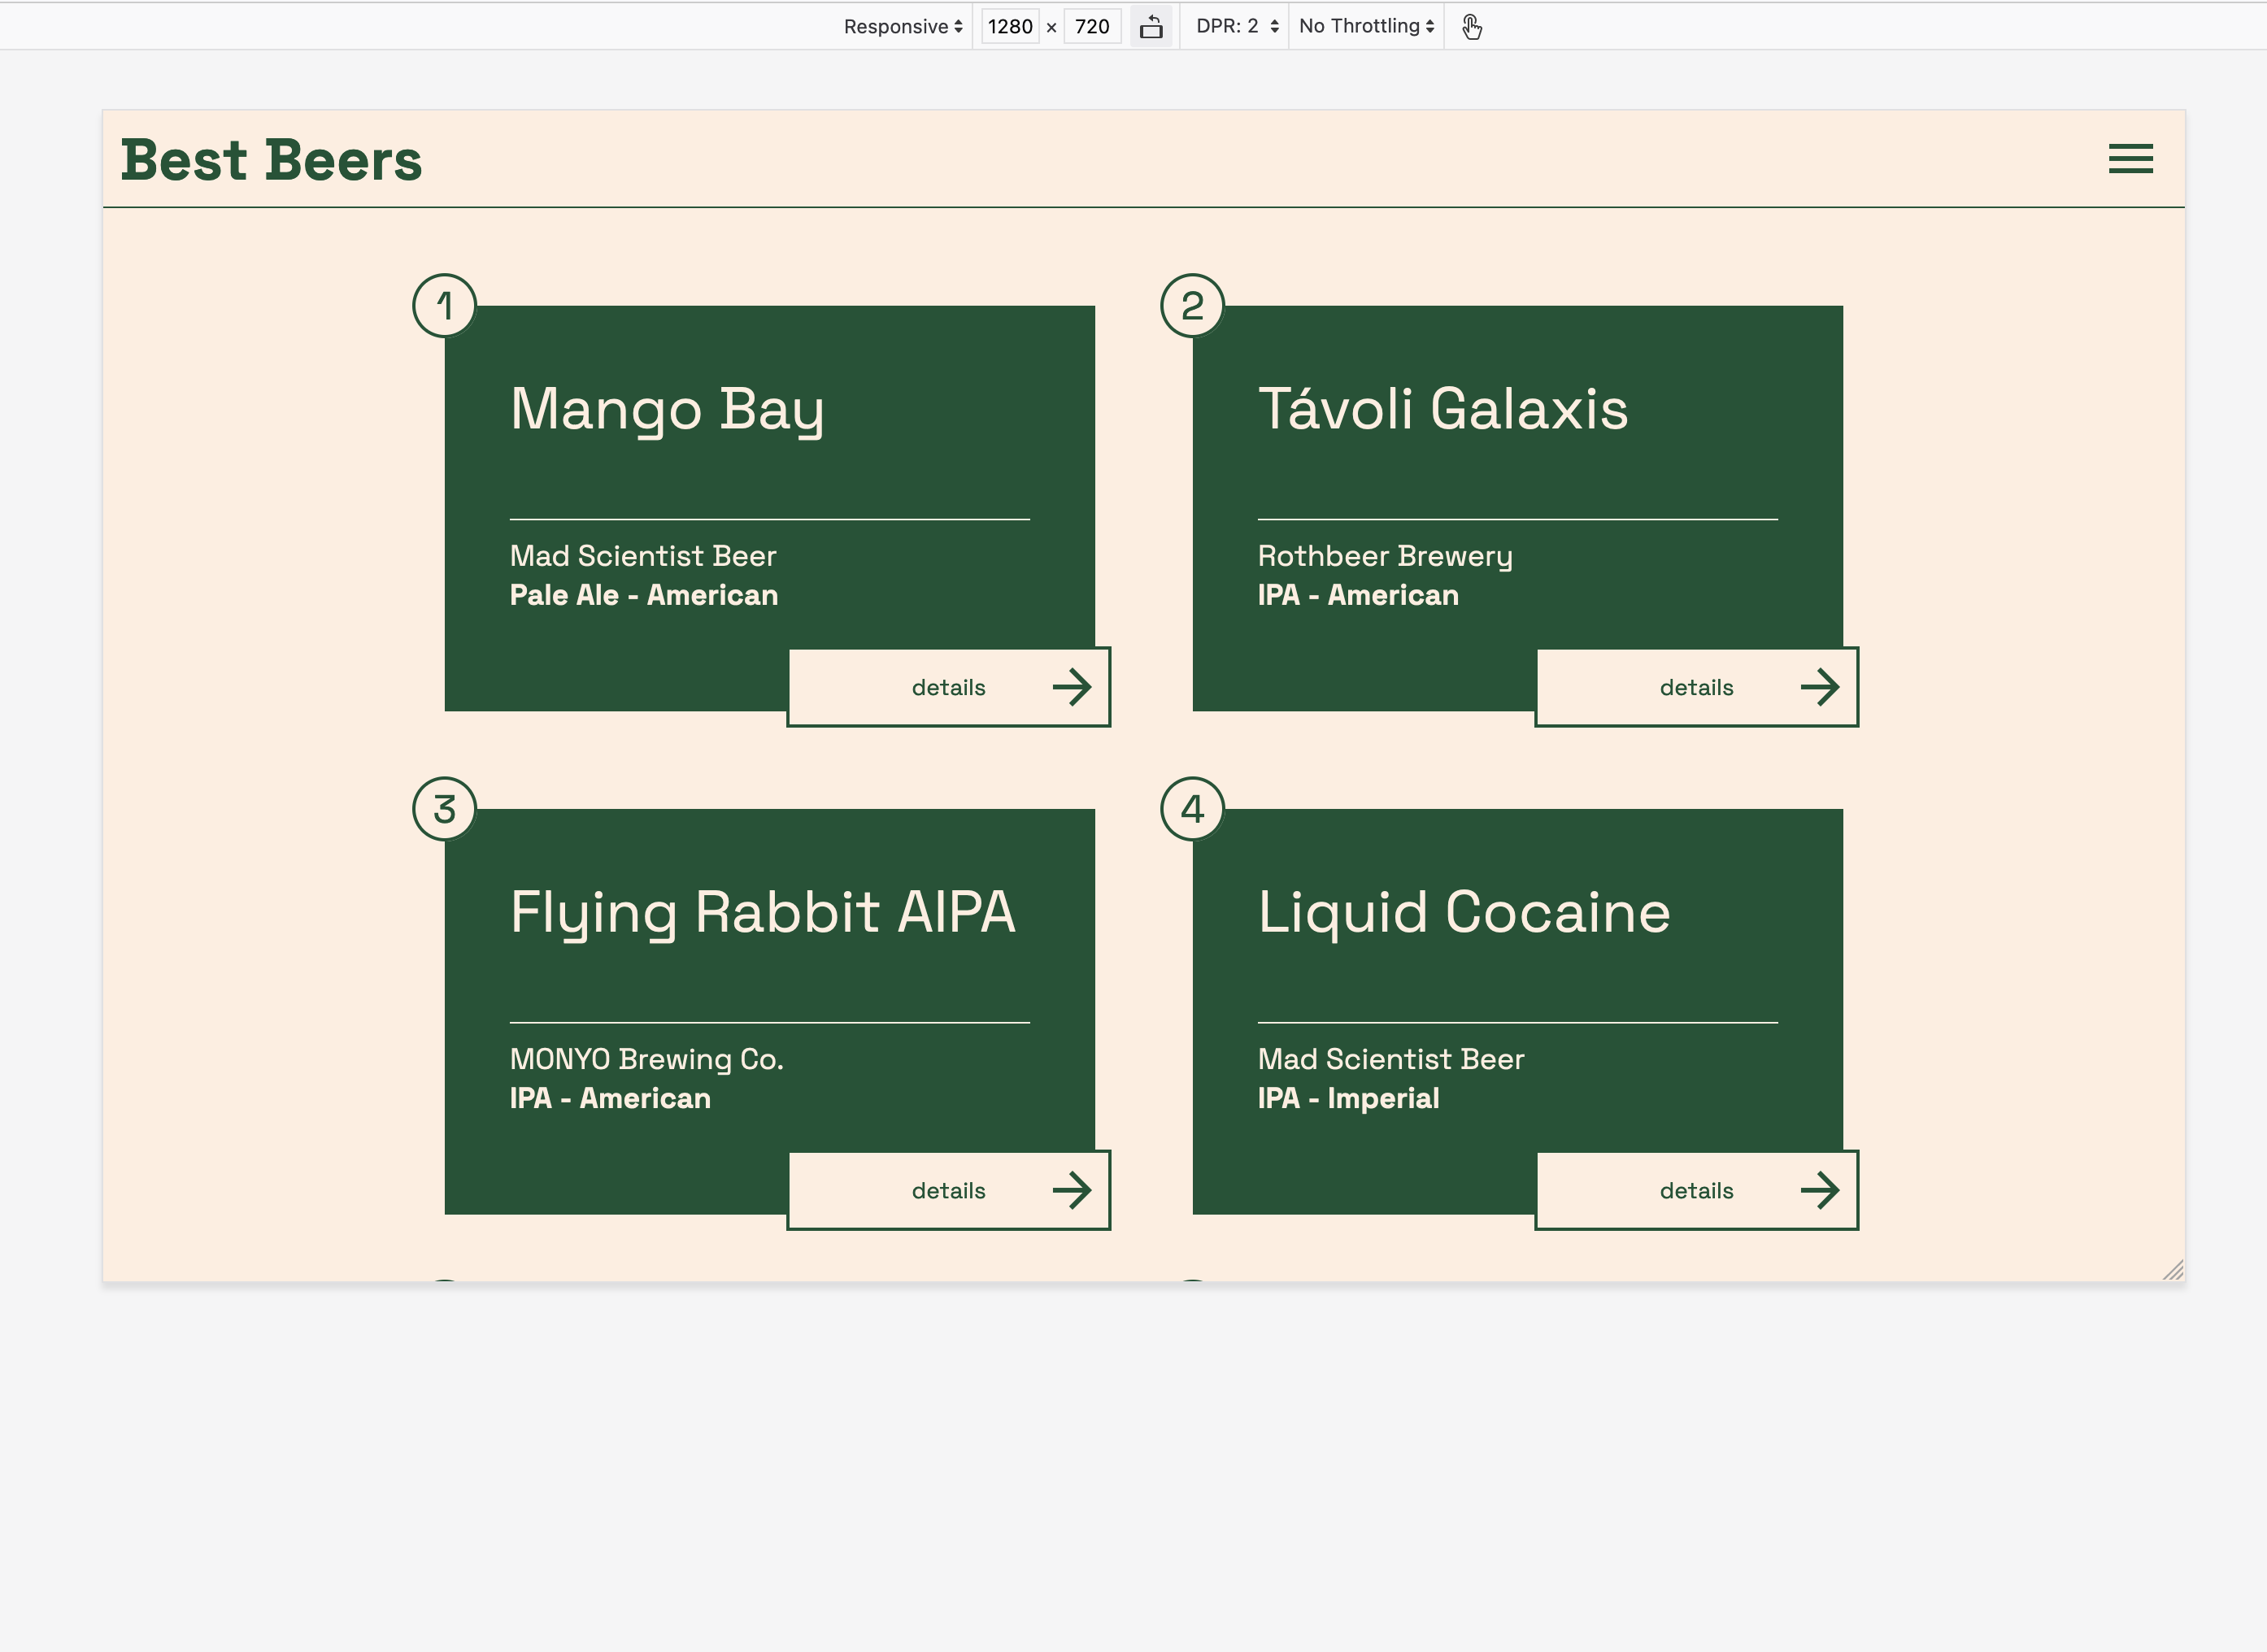 Responsive 1280 × 720 DPR: 2 No Throttling
Best Beers
1
Mango Bay
Mad Scientist Beer
Pale Ale - American
details
2
Távoli Galaxis
Rothbeer Brewery
IPA - American
details
3
Flying Rabbit AIPA
MONYO Brewing Co.
IPA - American
details
4
Liquid Cocaine
Mad Scientist Beer
IPA - Imperial
details